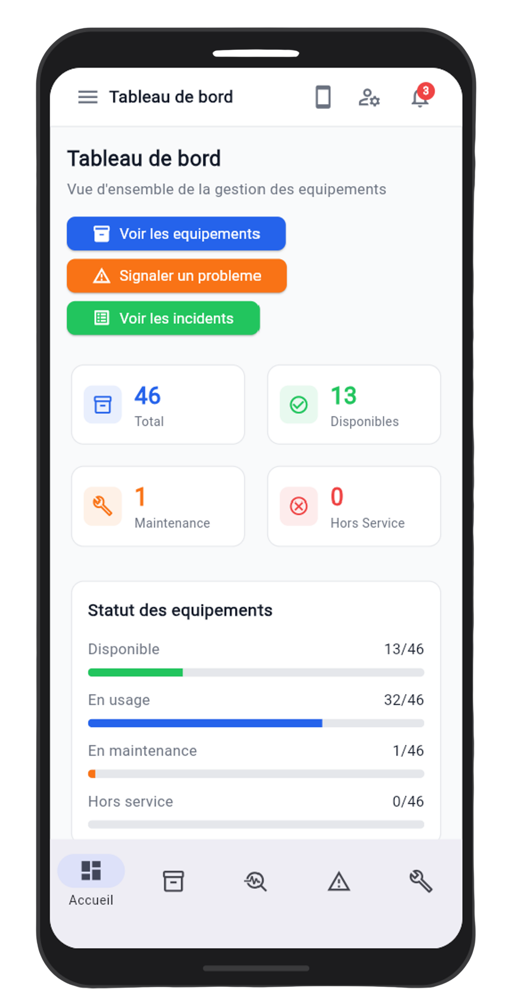 Tableau de bord
3
Tableau de bord
Vue d'ensemble de la gestion des equipements
Voir les equipements
Signaler un probleme
Voir les incidents
46
Total
13
Disponibles
1
Maintenance
0
Hors Service
Statut des equipements
Disponible 13/46
En usage 32/46
En maintenance 1/46
Hors service 0/46
Accueil